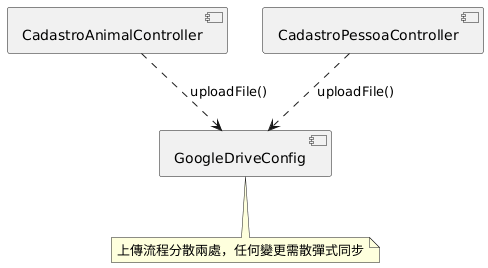 CadastroAnimalController
CadastroPessoaController
uploadFile()
uploadFile()
GoogleDriveConfig
上傳流程分散兩處，任何變更需散彈式同步